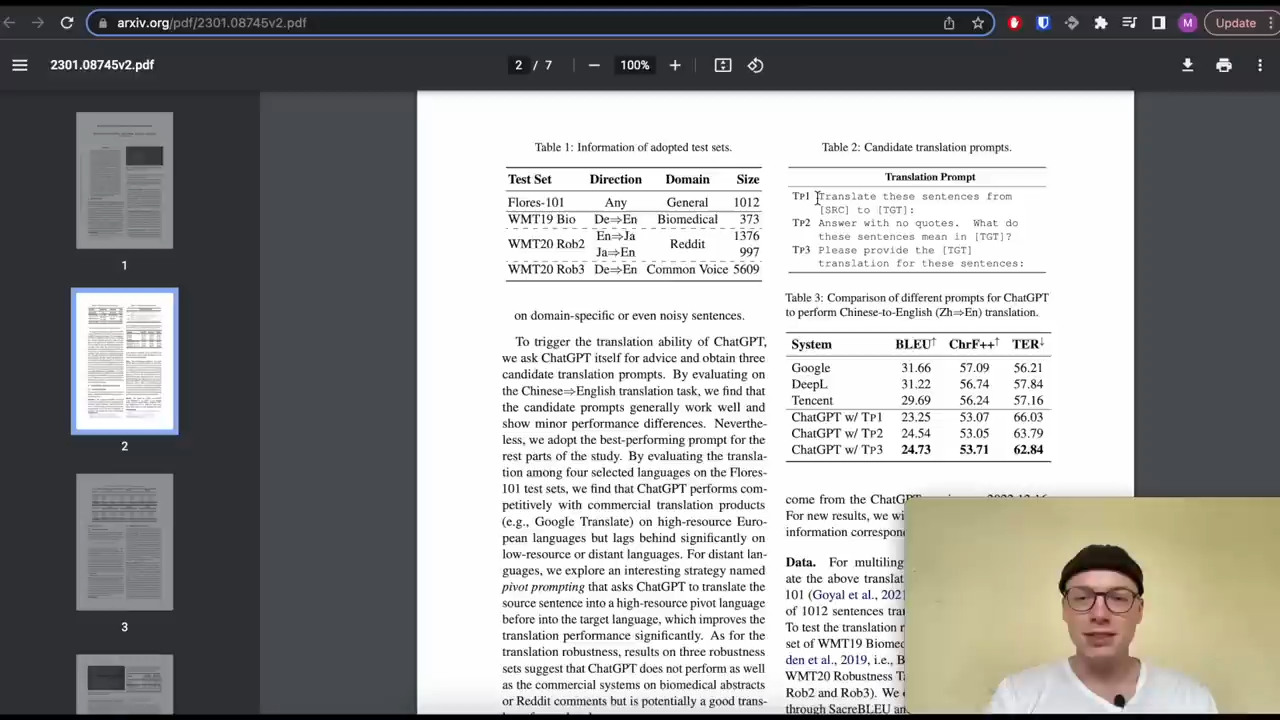 arxiv.org/pdf/2301.08745v2.pdf
M
Update
2301.08745v2.pdf
2 / 7
100%
1
2
3
Table 1: Information of adopted test sets.
Test Set Direction Domain Size
Flores-101 Any General 1012
WMT19 Bio De⇒En Biomedical 373
WMT20 Rob2 En⇒Ja Reddit 1376
Ja⇒En 997
WMT20 Rob3 De⇒En Common Voice 5609
on domain-specific or even noisy sentences.
To trigger the translation ability of ChatGPT,
we ask ChatGPT itself for advice and obtain three
candidate translation prompts. By evaluating on
the Chinese⇒English translation task, we find that
the candidate prompts generally work well and
show minor performance differences. Neverthe-
less, we adopt the best-performing prompt for the
rest parts of the study. By evaluating the transla-
tion among four selected languages on the Flores-
101 test sets, we find that ChatGPT performs com-
petitively with commercial translation products
(e.g., Google Translate) on high-resource Euro-
pean languages but lags behind significantly on
low-resource or distant languages. For distant lan-
guages, we explore an interesting strategy named
pivot prompting that asks ChatGPT to translate the
source sentence into a high-resource pivot language
before into the target language, which improves the
translation performance significantly. As for the
translation robustness, results on three robustness
sets suggest that ChatGPT does not perform as well
as the commercial systems on biomedical abstracts
or Reddit comments but is potentially a good trans-
Table 2: Candidate translation prompts.
Translation Prompt
TP1 Translate these sentences from
[SRC] to [TGT]:
TP2 Answer with no quotes. What do
these sentences mean in [TGT]?
TP3 Please provide the [TGT]
translation for these sentences:
Table 3: Comparison of different prompts for ChatGPT
to perform Chinese-to-English (Zh⇒En) translation.
System BLEU↑ ChrF++↑ TER↓
Google 31.66 57.09 56.21
DeepL 31.22 56.74 57.84
Tencent 29.69 56.24 57.16
ChatGPT w/ TP1 23.25 53.07 66.03
ChatGPT w/ TP2 24.54 53.05 63.79
ChatGPT w/ TP3 24.73 53.71 62.84
come from the ChatGPT
For new results, we wi
information correspon
Data. For multiling
ate the above translat
101 (Goyal et al., 2021
of 1012 sentences tran
To test the translation r
set of WMT19 Biomed
den et al., 2019, i.e., B
WMT20 Robustness Ta
Rob2 and Rob3). We
through SacreBLEU an